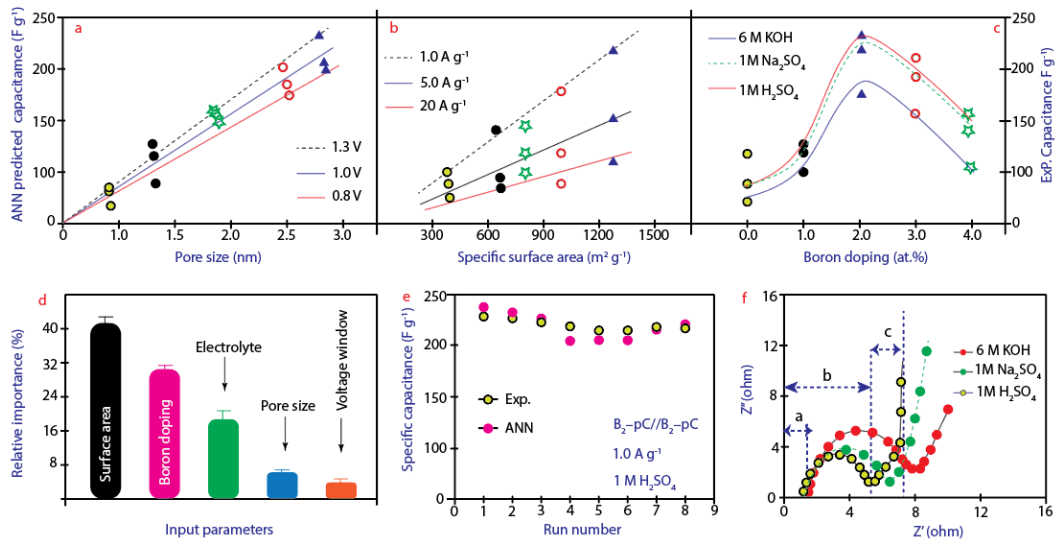 a
ANN predicted capacitamce (F g⁻¹)
250
200
150
100
50
0
0
1.0
1.5
2.0
2.5
3.0
Pore size (nm)
1.3 V
1.0 V
0.8 V
b
1.0 A g⁻¹
5.0 A g⁻¹
20 A g⁻¹
300
600
900
1200
1500
Specific surface area (m² g⁻¹)
6 M KOH
1M Na₂SO₄
1M H₂SO₄
c
0.0
1.0
2.0
3.0
4.0
Boron doping (at.%)
250
200
150
100
50
0
Exp. Capacitance F g⁻¹)
d
Relative importance (%)
40
32
24
16
8
Surface area
Boron doping
Electrolyte
Pore size
Voltage window
Input parameters
e
Specific capacitance (F g⁻¹)
250
200
250
100
50
0
Exp.
ANN
B₂–pC//B₂–pC
1.0 A g⁻¹
1 M H₂SO₄
0
1
2
3
4
5
6
7
8
9
Run number
f
Z″(ohm)
16
12
8
4
0
a
b
c
6 M KOH
1M Na₂SO₄
1M H₂SO₄
0
4
8
12
16
Z′(ohm)